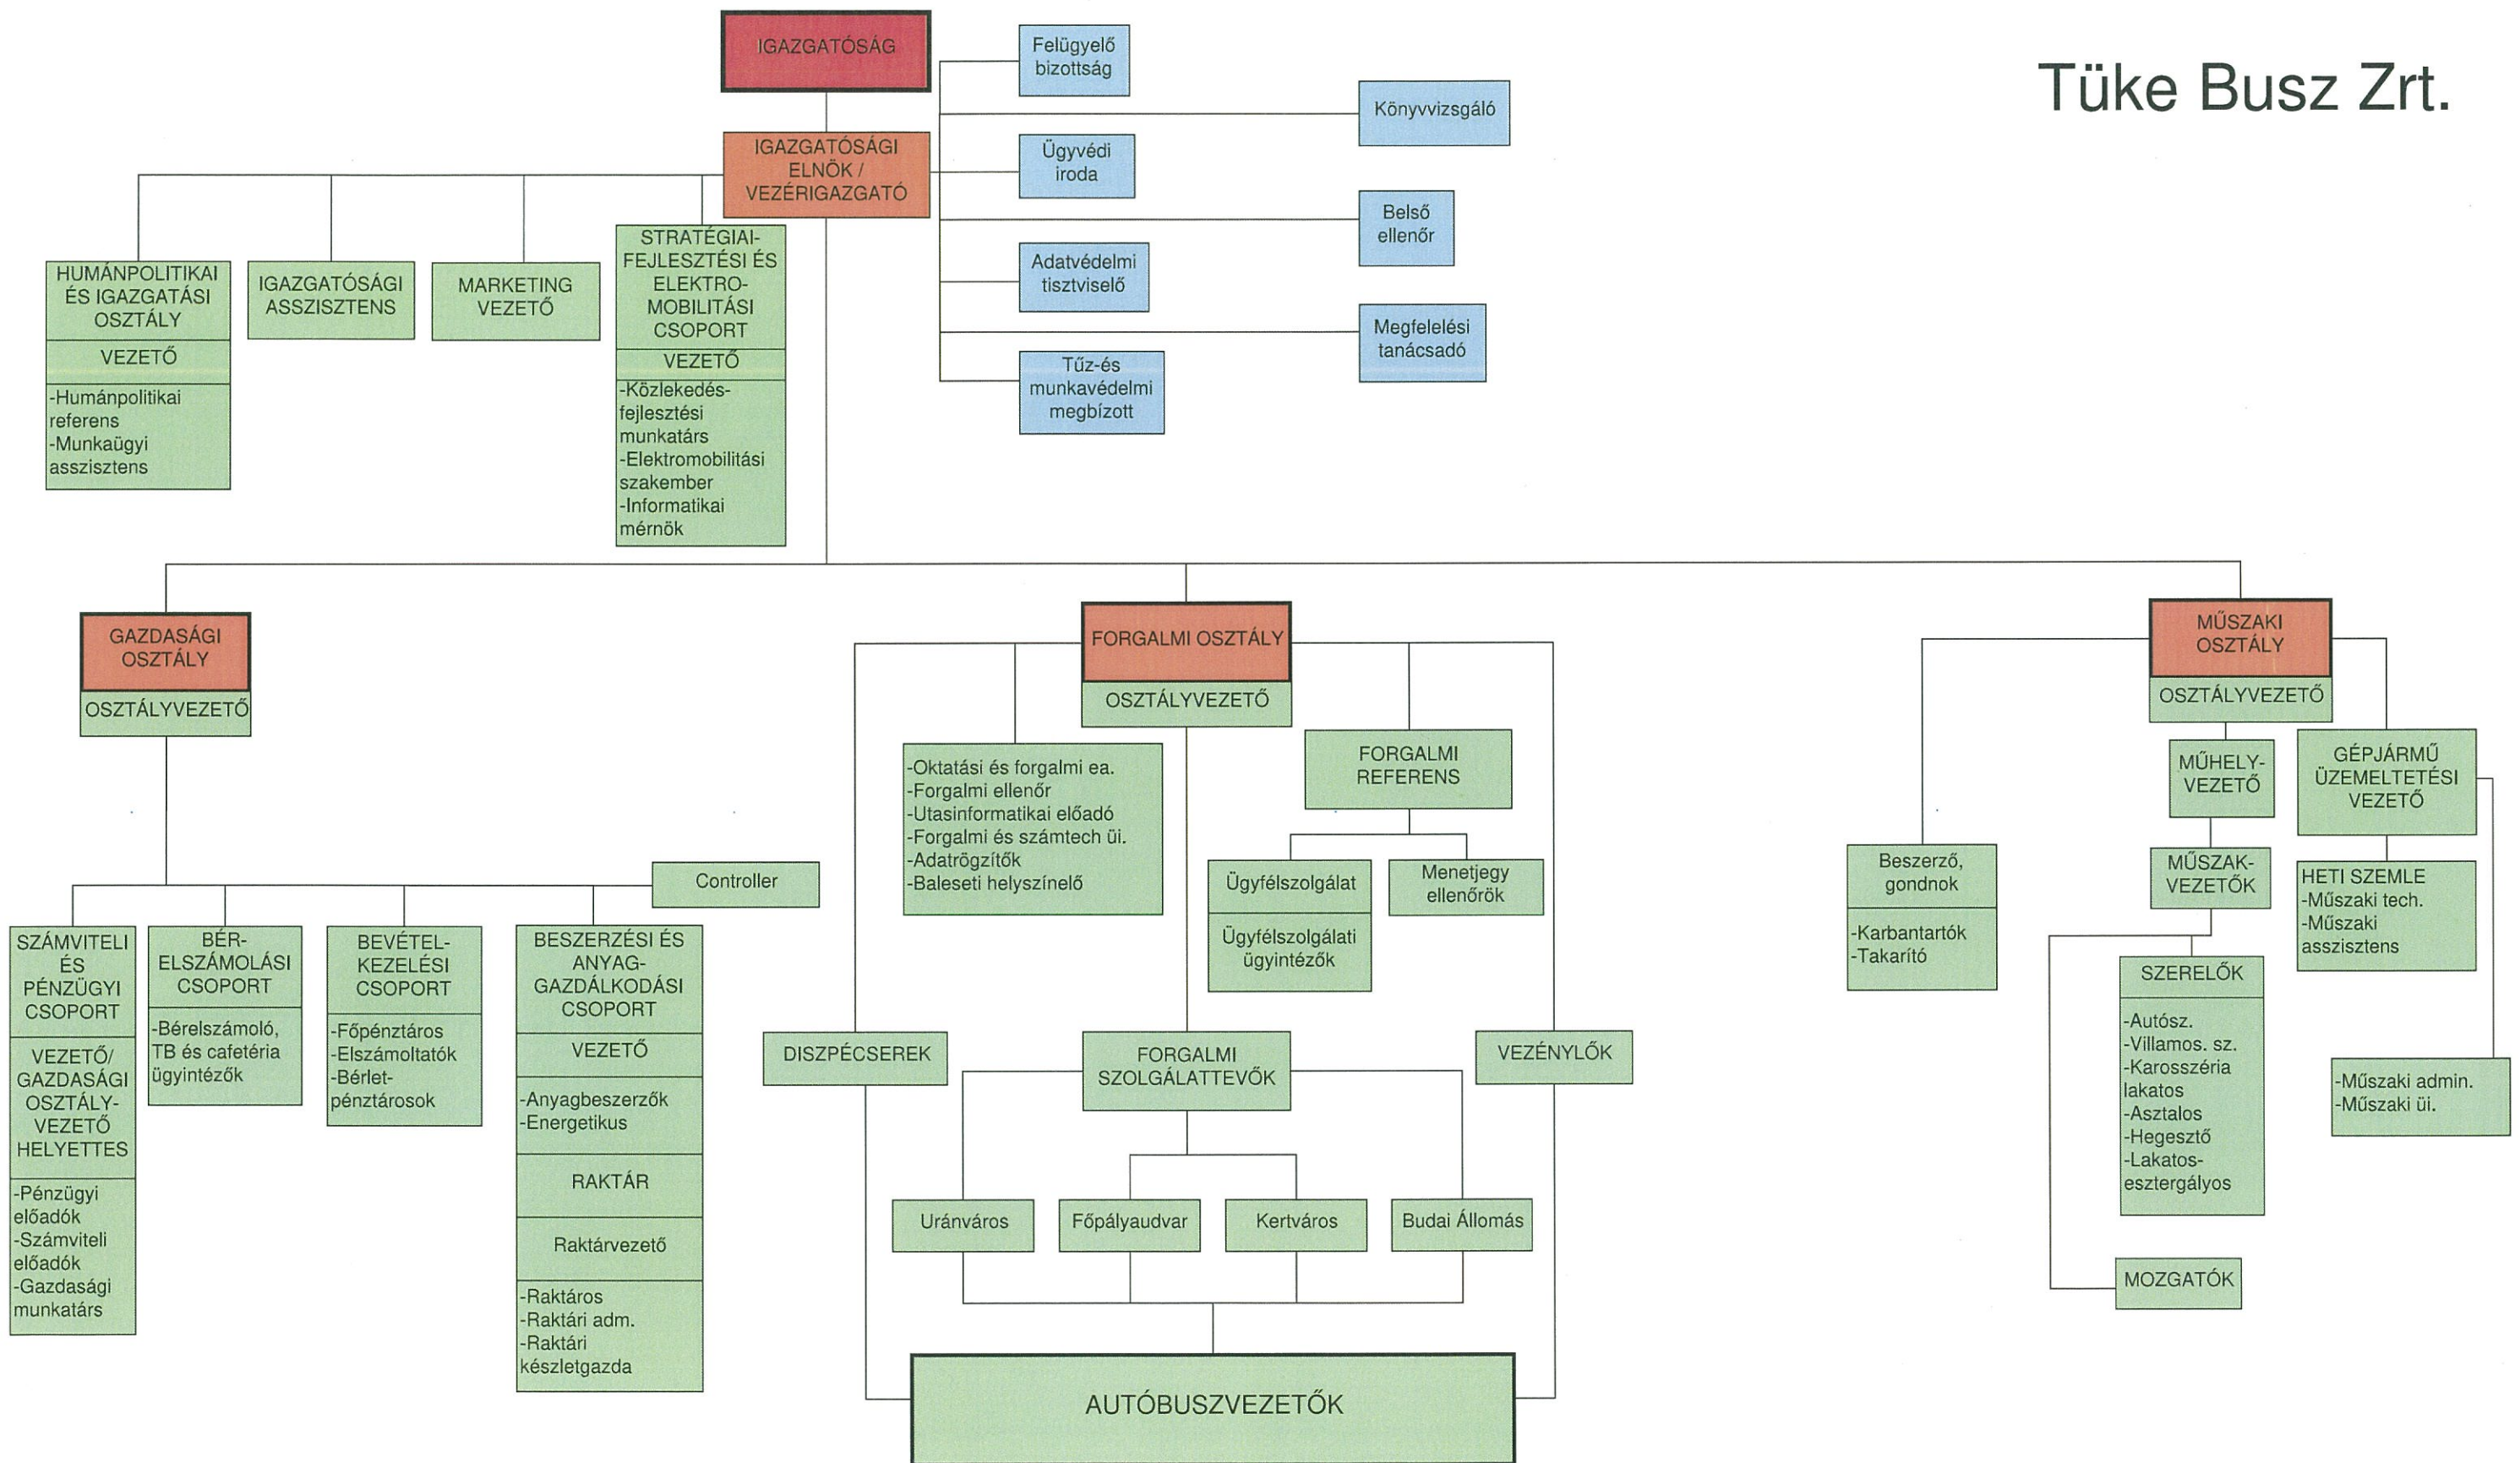 Tüke Busz Zrt.
IGAZGATÓSÁG
IGAZGATÓSÁGI
ELNÖK /
VEZÉRIGAZGATÓ
Felügyelő
bizottság
Könyvvizsgáló
Ügyvédi
iroda
Belső
ellenőr
Adatvédelmi
tisztviselő
Megfelelési
tanácsadó
Tűz-és
munkavédelmi
megbízott
HUMÁNPOLITIKAI
ÉS IGAZGATÁSI
OSZTÁLY
VEZETŐ
-Humánpolitikai
referens
-Munkaügyi
asszisztens
IGAZGATÓSÁGI
ASSZISZTENS
MARKETING
VEZETŐ
STRATÉGIAI-
FEJLESZTÉSI ÉS
ELEKTRO-
MOBILITÁSI
CSOPORT
VEZETŐ
-Közlekedés-
fejlesztési
munkatárs
-Elektromobilitási
szakember
-Informatikai
mérnök
GAZDASÁGI
OSZTÁLY
OSZTÁLYVEZETŐ
Controller
SZÁMVITELI
ÉS
PÉNZÜGYI
CSOPORT
VEZETŐ/
GAZDASÁGI
OSZTÁLY-
VEZETŐ
HELYETTES
-Pénzügyi
előadók
-Számviteli
előadók
-Gazdasági
munkatárs
BÉR-
ELSZÁMOLÁSI
CSOPORT
-Bérelszámoló,
TB és cafetéria
ügyintézők
BEVÉTEL-
KEZELÉSI
CSOPORT
-Főpénztáros
-Elszámoltatók
-Bérlet-
pénztárosok
BESZERZÉSI ÉS
ANYAG-
GAZDÁLKODÁSI
CSOPORT
VEZETŐ
-Anyagbeszerzők
-Energetikus
RAKTÁR
Raktárvezető
-Raktáros
-Raktári adm.
-Raktári
készletgazda
FORGALMI OSZTÁLY
OSZTÁLYVEZETŐ
-Oktatási és forgalmi ea.
-Forgalmi ellenőr
-Utasinformatikai előadó
-Forgalmi és számtech üi.
-Adatrögzítők
-Baleseti helyszínelő
FORGALMI
REFERENS
Ügyfélszolgálat
Ügyfélszolgálati
ügyintézők
Menetjegy
ellenőrök
DISZPÉCSEREK
FORGALMI
SZOLGÁLATTEVŐK
VEZÉNYLŐK
Uránváros
Főpályaudvar
Kertváros
Budai Állomás
AUTÓBUSZVEZETŐK
MŰSZAKI
OSZTÁLY
OSZTÁLYVEZETŐ
Beszerző,
gondnok
-Karbantartók
-Takarító
MŰHELY-
VEZETŐ
MŰSZAK-
VEZETŐK
SZERELŐK
-Autósz.
-Villamos. sz.
-Karosszéria
lakatos
-Asztalos
-Hegesztő
-Lakatos-
esztergályos
MOZGATÓK
GÉPJÁRMŰ
ÜZEMELTETÉSI
VEZETŐ
HETI SZEMLE
-Műszaki tech.
-Műszaki
asszisztens
-Műszaki admin.
-Műszaki üi.